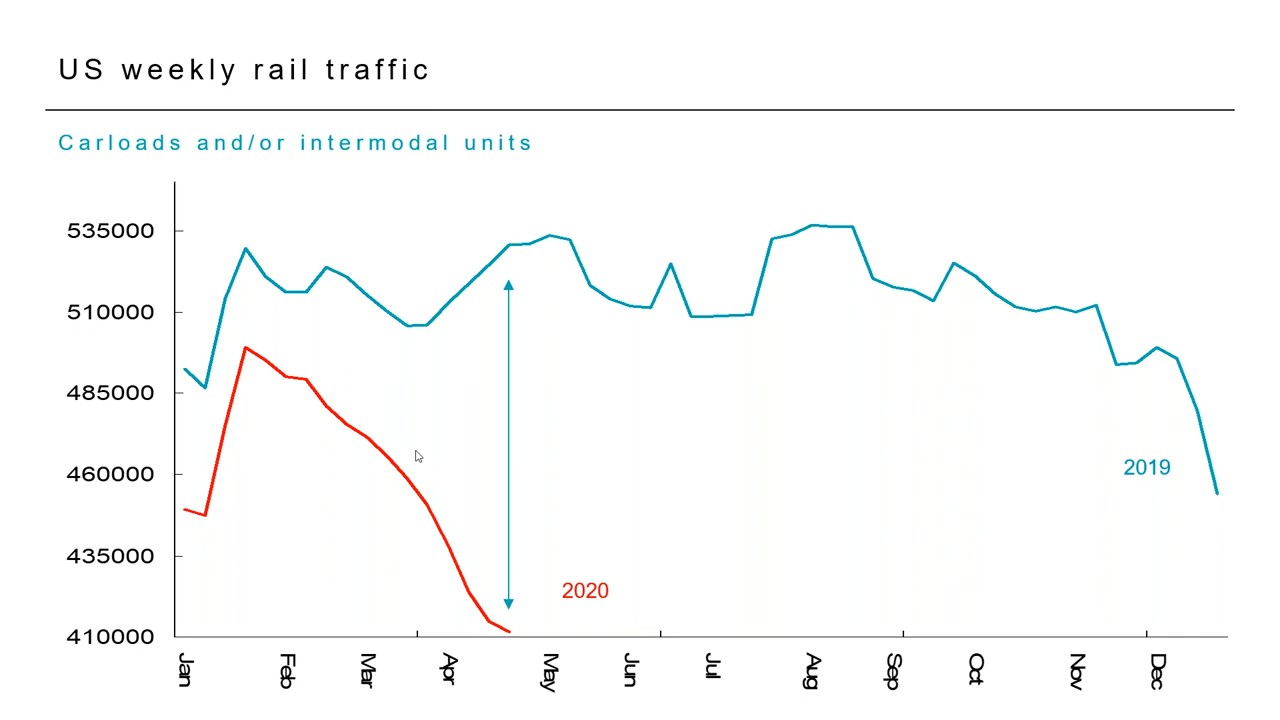 US weekly rail traffic
Carloads and/or intermodal units
535000
510000
485000
460000
435000
410000
2019
2020
Jan
Feb
Mar
Apr
May
Jun
Jul
Aug
Sep
Oct
Nov
Dec